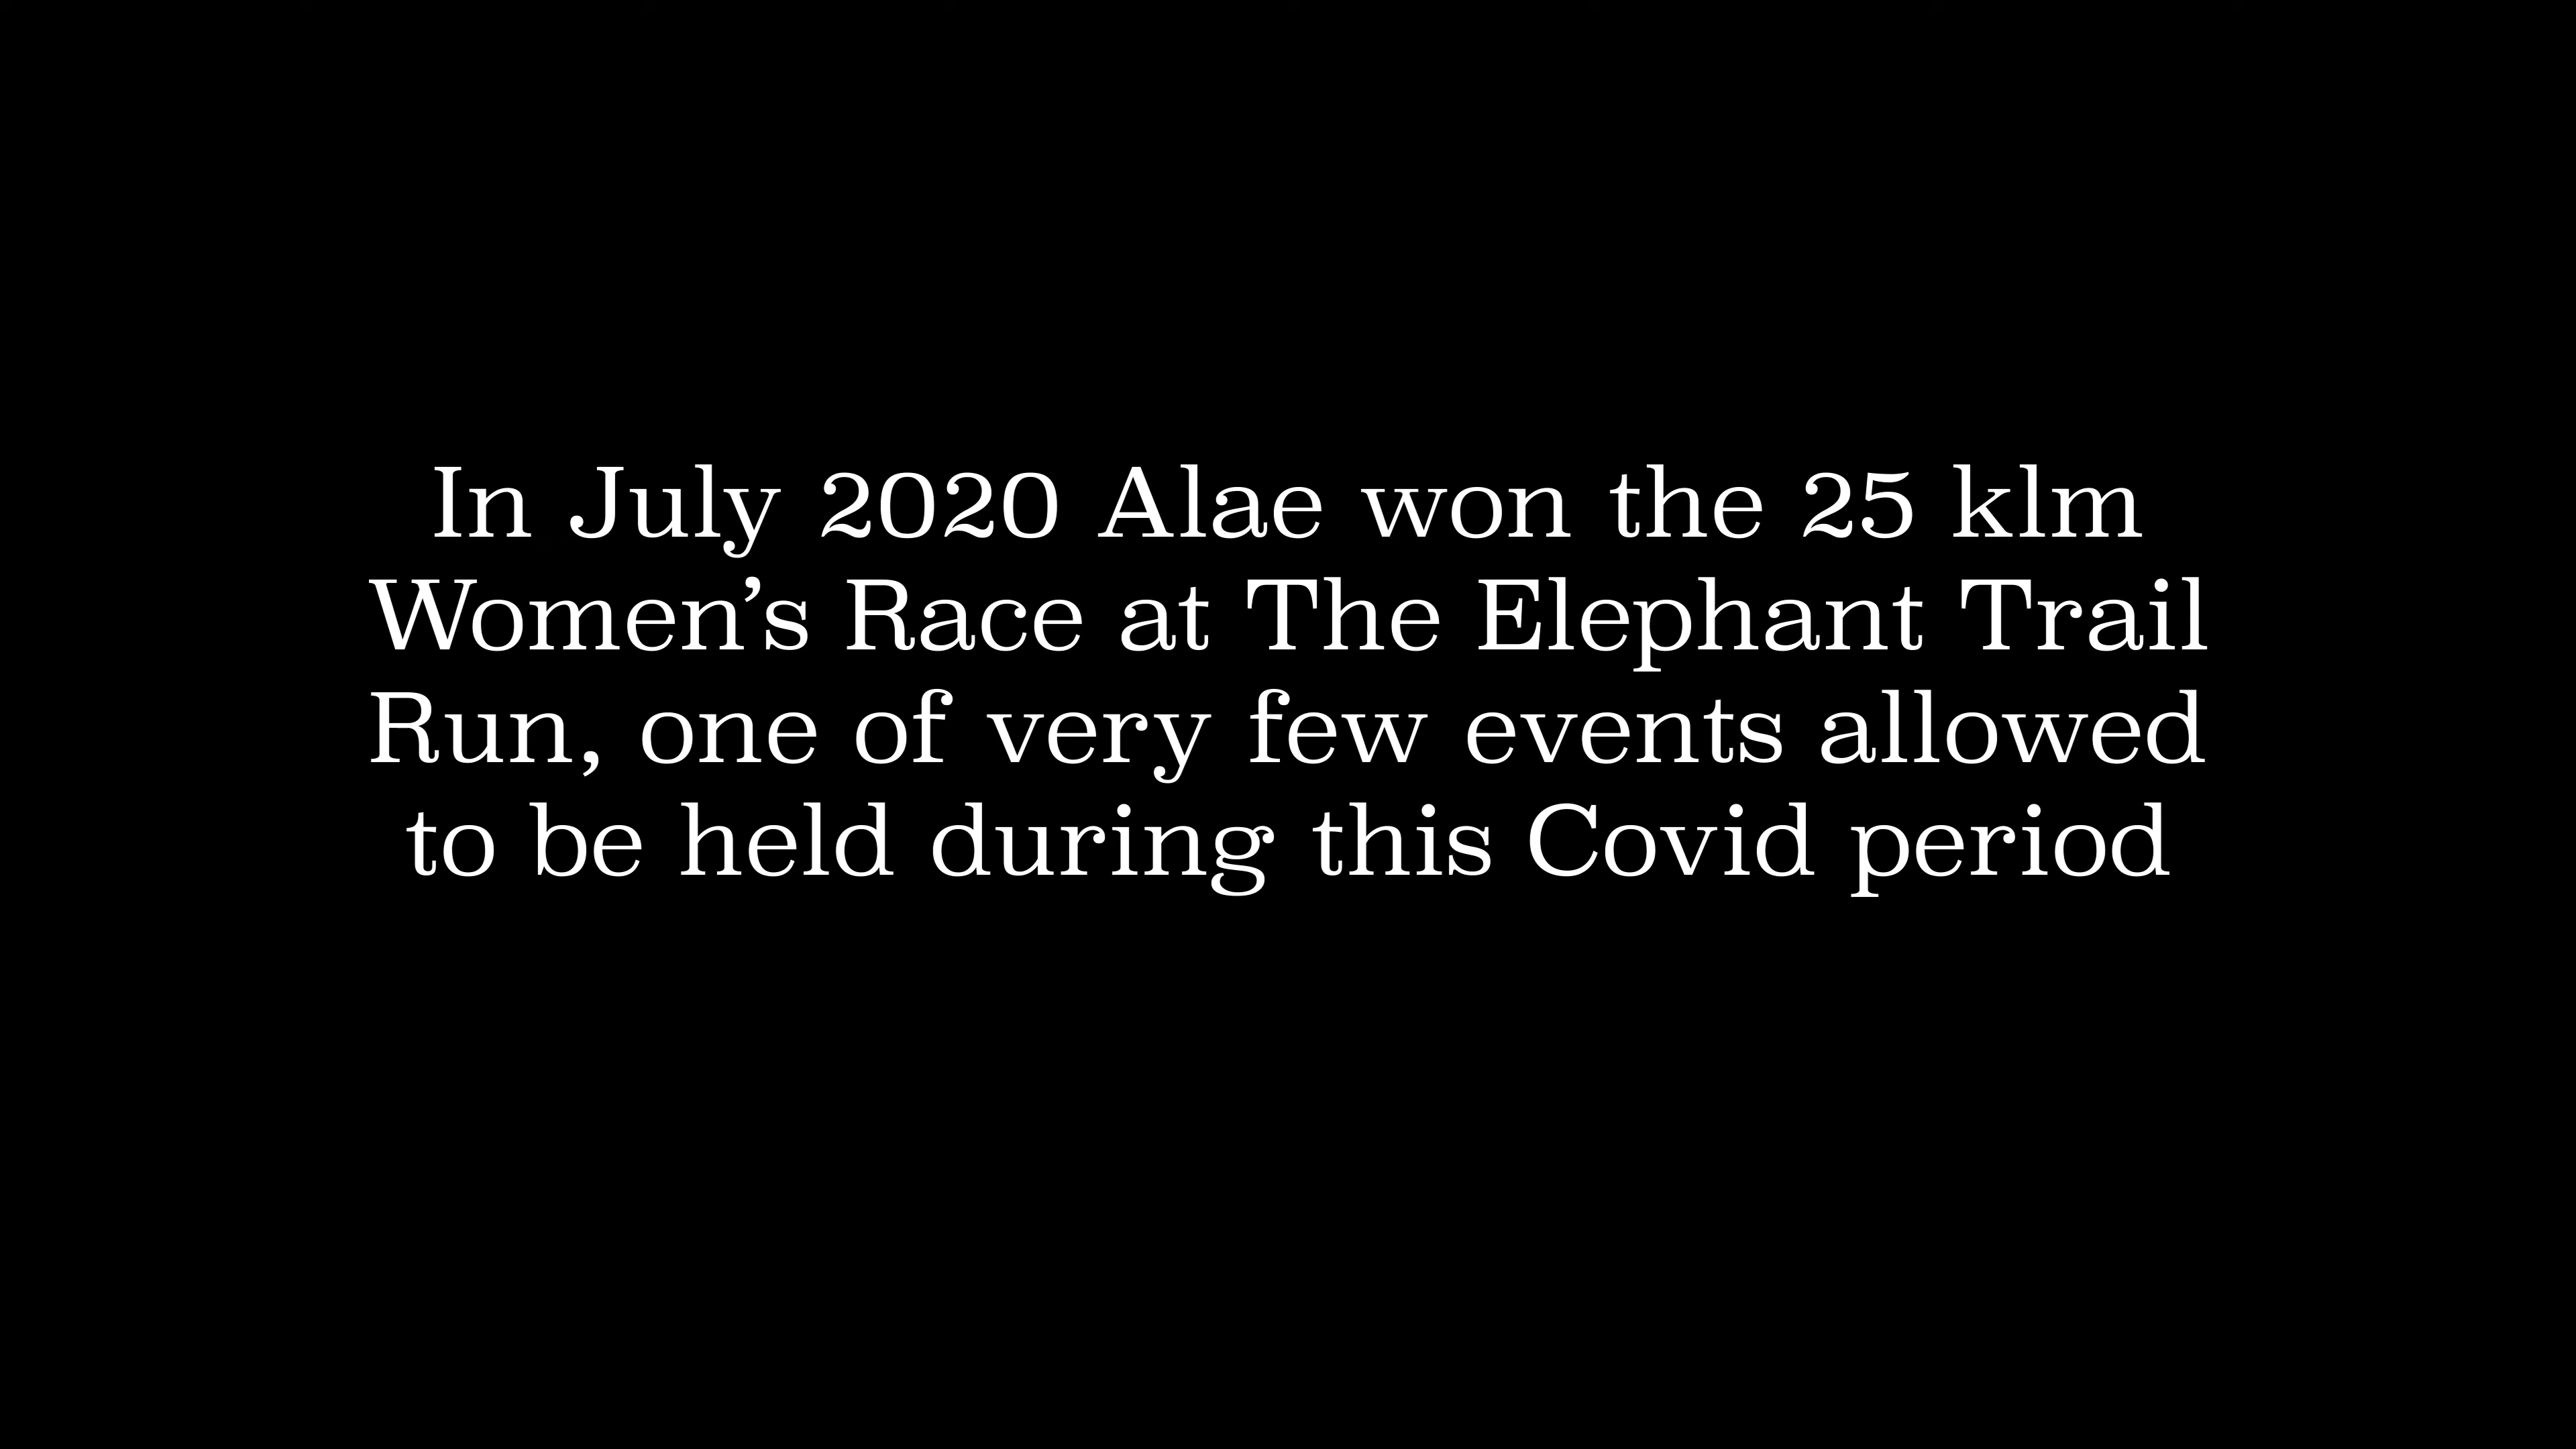 In July 2020 Alae won the 25 klm
Women’s Race at The Elephant Trail
Run, one of very few events allowed
to be held during this Covid period